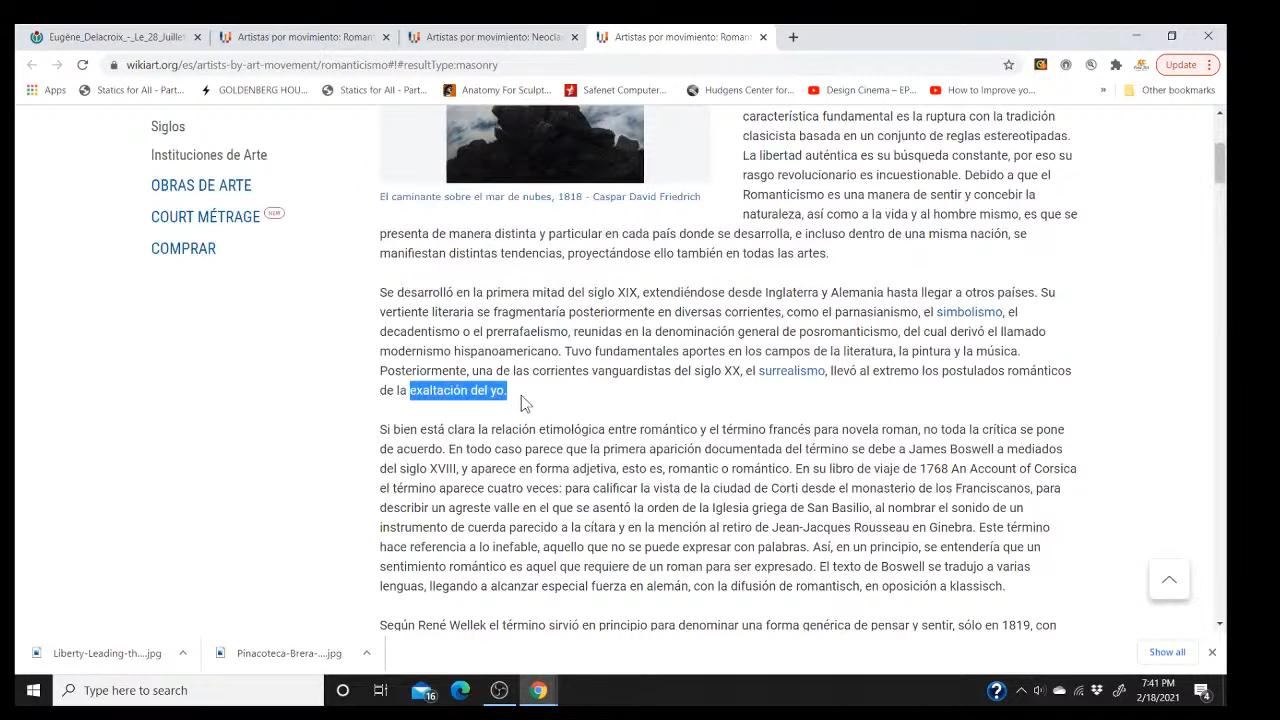 Eugène_Delacroix_-_Le_28_Juillet
Artistas por movimiento: Romant
Artistas por movimiento: Neocla
Artistas por movimiento: Romant
wikiart.org/es/artists-by-art-movement/romanticismo#!#resultType:masonry
Update
Apps
Statics for All - Part...
GOLDENBERG HOU...
Statics for All - Part...
Anatomy For Sculpt...
Safenet Computer...
Hudgens Center for...
Design Cinema – EP...
How to Improve yo...
»
Other bookmarks
Siglos
Instituciones de Arte
OBRAS DE ARTE
COURT MÉTRAGE NEW
COMPRAR
El caminante sobre el mar de nubes, 1818 - Caspar David Friedrich
característica fundamental es la ruptura con la tradición
clasicista basada en un conjunto de reglas estereotipadas.
La libertad auténtica es su búsqueda constante, por eso su
rasgo revolucionario es incuestionable. Debido a que el
Romanticismo es una manera de sentir y concebir la
naturaleza, así como a la vida y al hombre mismo, es que se
presenta de manera distinta y particular en cada país donde se desarrolla, e incluso dentro de una misma nación, se
manifiestan distintas tendencias, proyectándose ello también en todas las artes.
Se desarrolló en la primera mitad del siglo XIX, extendiéndose desde Inglaterra y Alemania hasta llegar a otros países. Su
vertiente literaria se fragmentaría posteriormente en diversas corrientes, como el parnasianismo, el simbolismo, el
decadentismo o el prerrafaelismo, reunidas en la denominación general de posromanticismo, del cual derivó el llamado
modernismo hispanoamericano. Tuvo fundamentales aportes en los campos de la literatura, la pintura y la música.
Posteriormente, una de las corrientes vanguardistas del siglo XX, el surrealismo, llevó al extremo los postulados románticos
de la exaltación del yo.
Si bien está clara la relación etimológica entre romántico y el término francés para novela roman, no toda la crítica se pone
de acuerdo. En todo caso parece que la primera aparición documentada del término se debe a James Boswell a mediados
del siglo XVIII, y aparece en forma adjetiva, esto es, romantic o romántico. En su libro de viaje de 1768 An Account of Corsica
el término aparece cuatro veces: para calificar la vista de la ciudad de Corti desde el monasterio de los Franciscanos, para
describir un agreste valle en el que se asentó la orden de la Iglesia griega de San Basilio, al nombrar el sonido de un
instrumento de cuerda parecido a la cítara y en la mención al retiro de Jean-Jacques Rousseau en Ginebra. Este término
hace referencia a lo inefable, aquello que no se puede expresar con palabras. Así, en un principio, se entendería que un
sentimiento romántico es aquel que requiere de un roman para ser expresado. El texto de Boswell se tradujo a varias
lenguas, llegando a alcanzar especial fuerza en alemán, con la difusión de romantisch, en oposición a klassisch.
Según René Wellek el término sirvió en principio para denominar una forma genérica de pensar y sentir, sólo en 1819, con
Liberty-Leading-th....jpg
Pinacoteca-Brera-....jpg
Show all
Type here to search
16
7:41 PM
2/18/2021
4